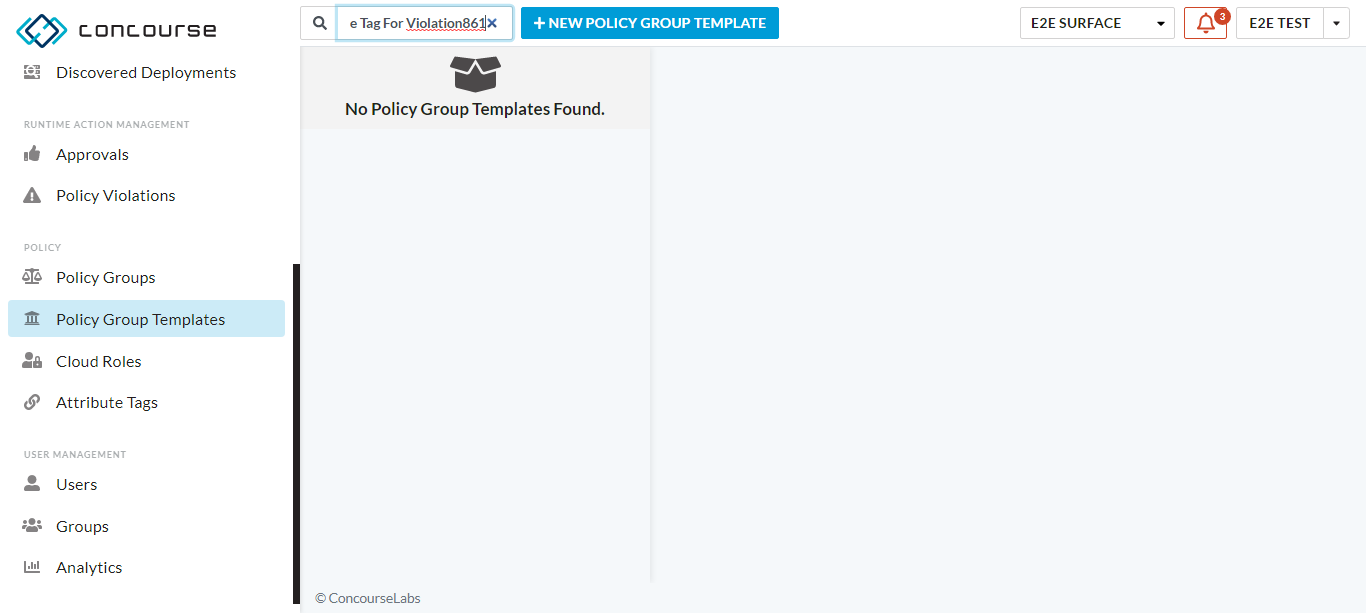 concourse
e Tag For Violation861
NEW POLICY GROUP TEMPLATE
E2E SURFACE
3
E2E TEST
Discovered Deployments
RUNTIME ACTION MANAGEMENT
Approvals
Policy Violations
POLICY
Policy Groups
Policy Group Templates
Cloud Roles
Attribute Tags
USER MANAGEMENT
Users
Groups
Analytics
No Policy Group Templates Found.
© ConcourseLabs